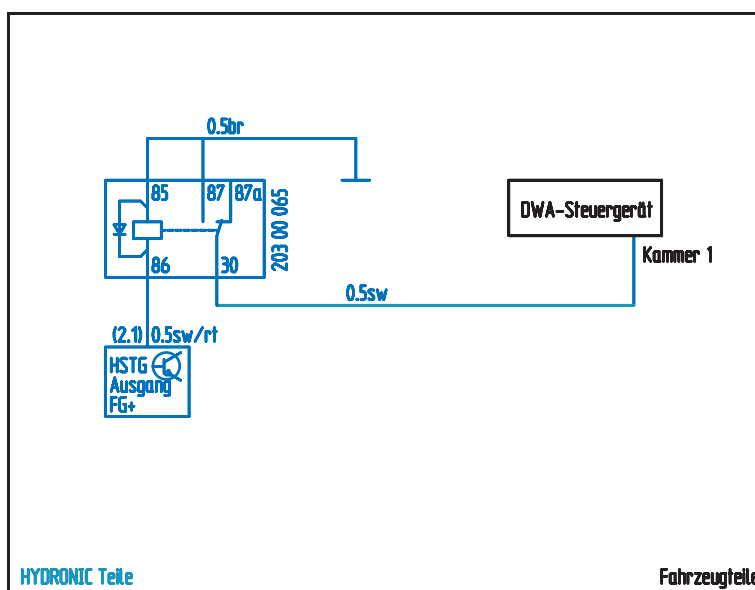 0.5br
85
87
87a
203 00 065
DWA-Steuergerät
Kammer 1
86
30
0.5sw
(2.1) 0.5sw/rt
HSTG
Ausgang
FG+
HYDRONIC Teile
Fahrzeugteile